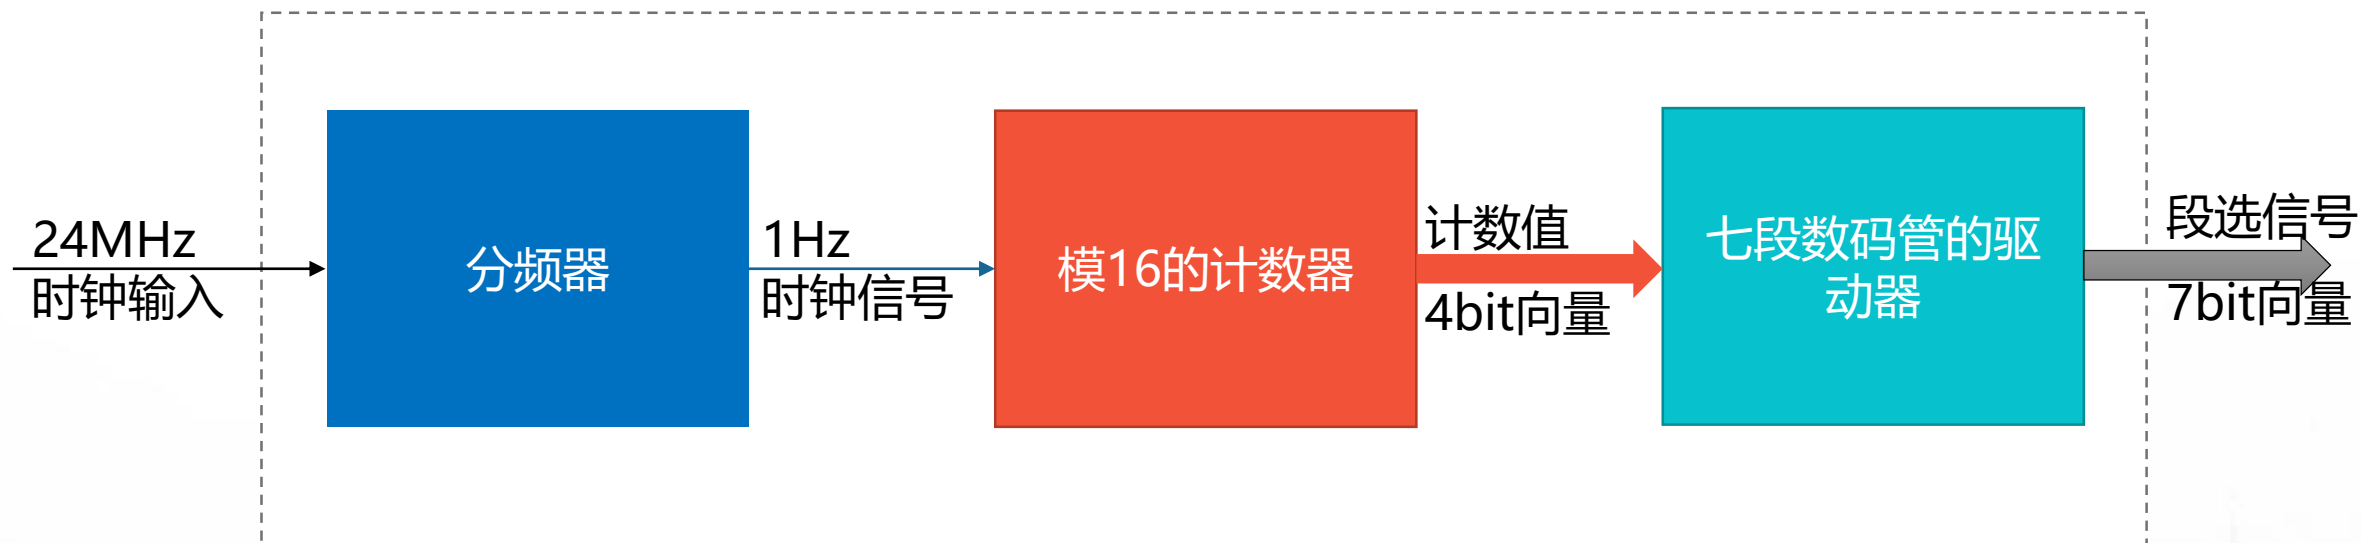 24MHz
时钟输入
分频器
1Hz
时钟信号
模16的计数器
计数值
4bit向量
七段数码管的驱
动器
段选信号
7bit向量